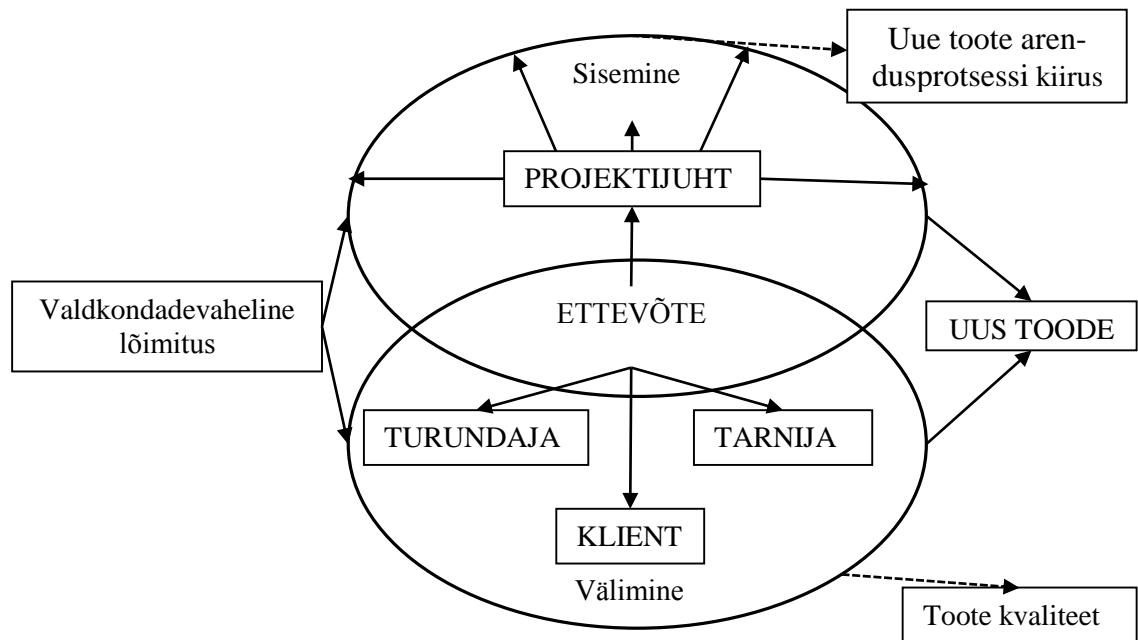 Uue toote aren-
dusprotsessi kiirus
Sisemine
PROJEKTIJUHT
Valdkondadevaheline
lõimitus
ETTEVÕTE
UUS TOODE
TURUNDAJA
TARNIJA
KLIENT
Välimine
Toote kvaliteet